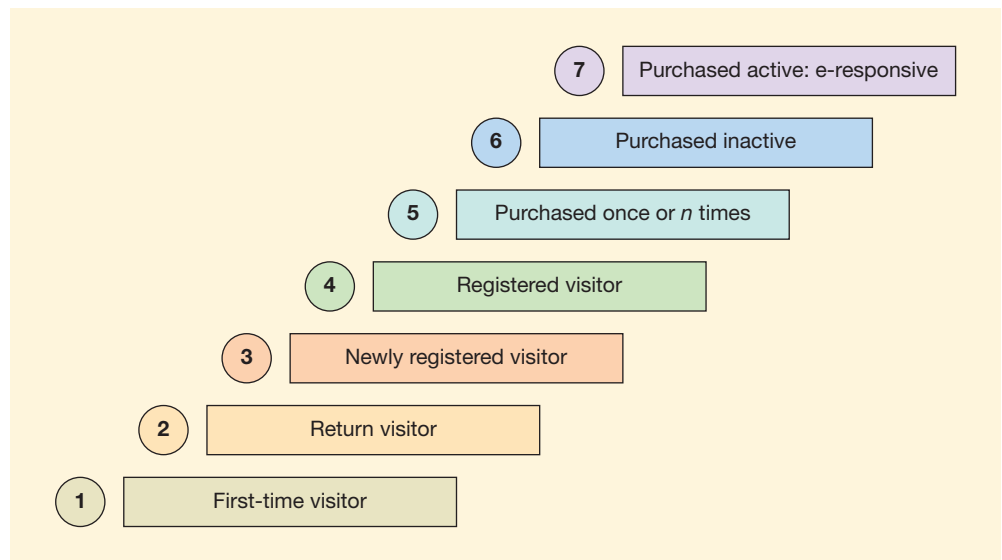 7 Purchased active: e-responsive
6 Purchased inactive
5 Purchased once or n times
4 Registered visitor
3 Newly registered visitor
2 Return visitor
1 First-time visitor